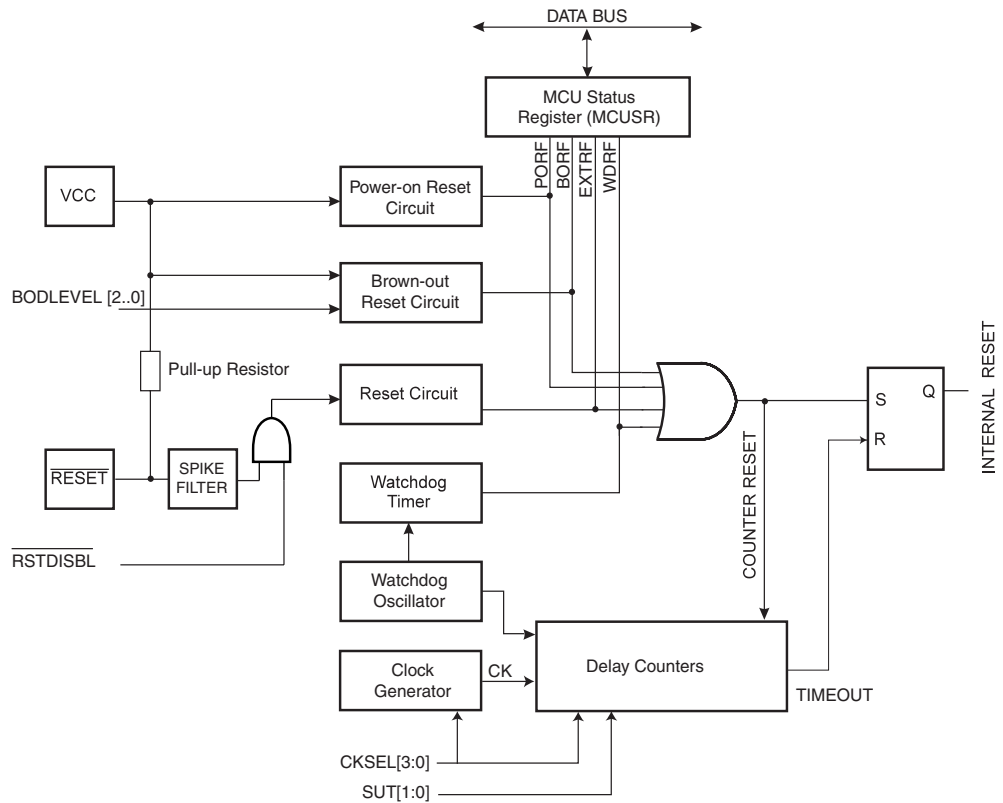 DATA BUS
MCU Status
Register (MCUSR)
PORF
BORF
EXTRF
WDRF
VCC
Power-on Reset
Circuit
BODLEVEL [2..0]
Brown-out
Reset Circuit
Pull-up Resistor
Reset Circuit
S
Q
R
INTERNAL RESET
RESET
SPIKE
FILTER
Watchdog
Timer
COUNTER RESET
RSTDISBL
Watchdog
Oscillator
Clock
Generator
CK
Delay Counters
TIMEOUT
CKSEL[3:0]
SUT[1:0]